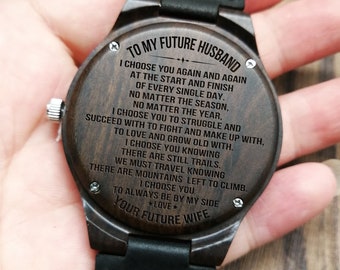 TO MY FUTURE HUSBAND
I CHOOSE YOU AGAIN AND AGAIN
AT THE START AND FINISH
OF EVERY SINGLE DAY.
NO MATTER THE SEASON,
NO MATTER THE YEAR,
I CHOOSE YOU TO STRUGGLE AND
SUCCEED WITH TO FIGHT AND MAKE UP WITH,
TO LOVE AND GROW OLD WITH.
I CHOOSE YOU KNOWING
THERE ARE STILL TRAILS.
WE MUST TRAVEL KNOWING
THERE ARE MOUNTAINS LEFT TO CLIMB
I CHOOSE YOU
TO ALWAYS BE BY MY SIDE
LOVE
YOUR FUTURE WIFE